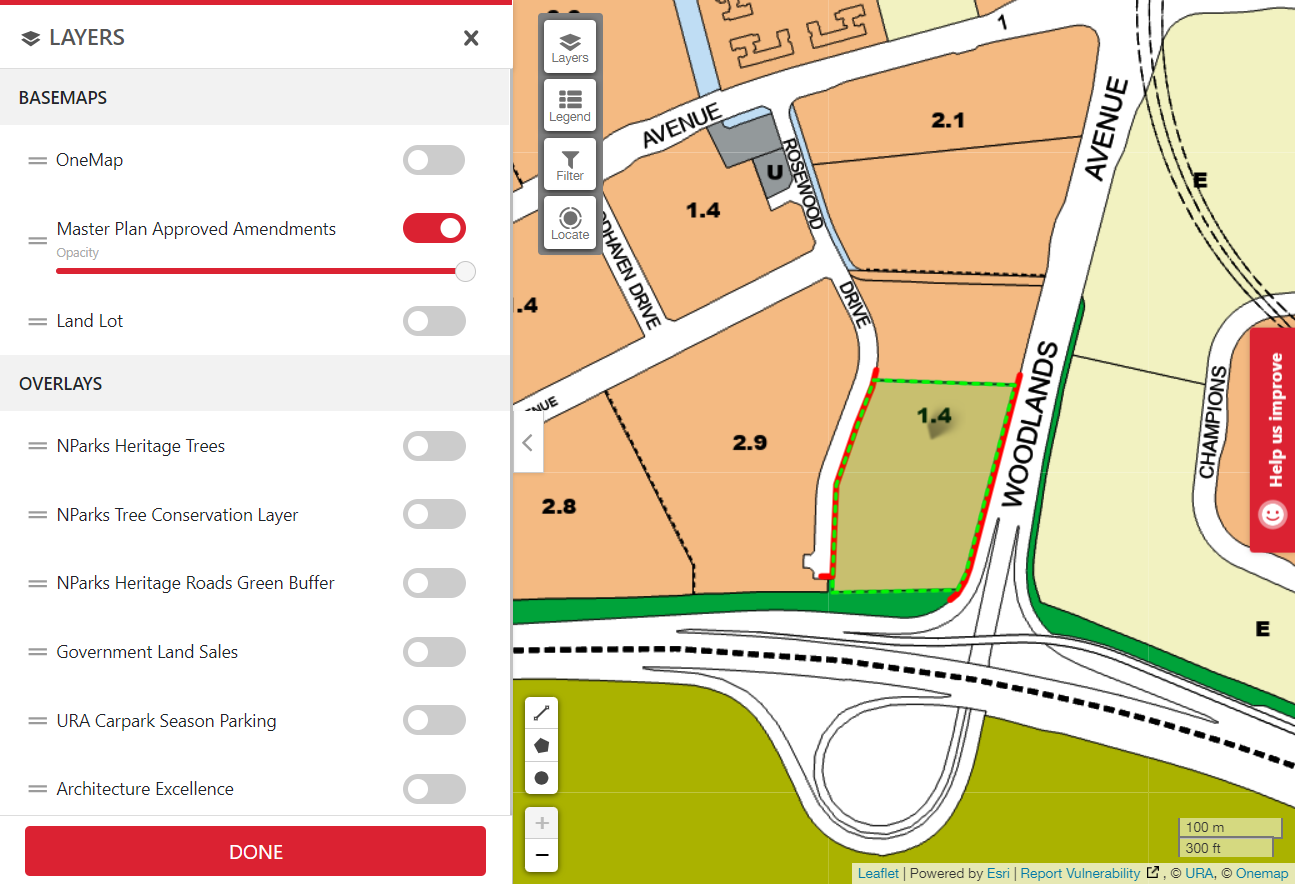 LAYERS
BASEMAPS
OneMap
Master Plan Approved Amendments
Opacity
Land Lot
OVERLAYS
NParks Heritage Trees
NParks Tree Conservation Layer
NParks Heritage Roads Green Buffer
Government Land Sales
URA Carpark Season Parking
Architecture Excellence
DONE
Layers
Legend
Filter
Locate
1
AVENUE
2.1
AVENUE
E
U
ROSEWOOD
1.4
DRIVE
.4
DRIVE
WOODLANDS
CHAMPIONS
1.4
2.9
2.8
E
Help us improve
+
−
100 m
300 ft
Leaflet | Powered by Esri | Report Vulnerability , © URA, © Onemap